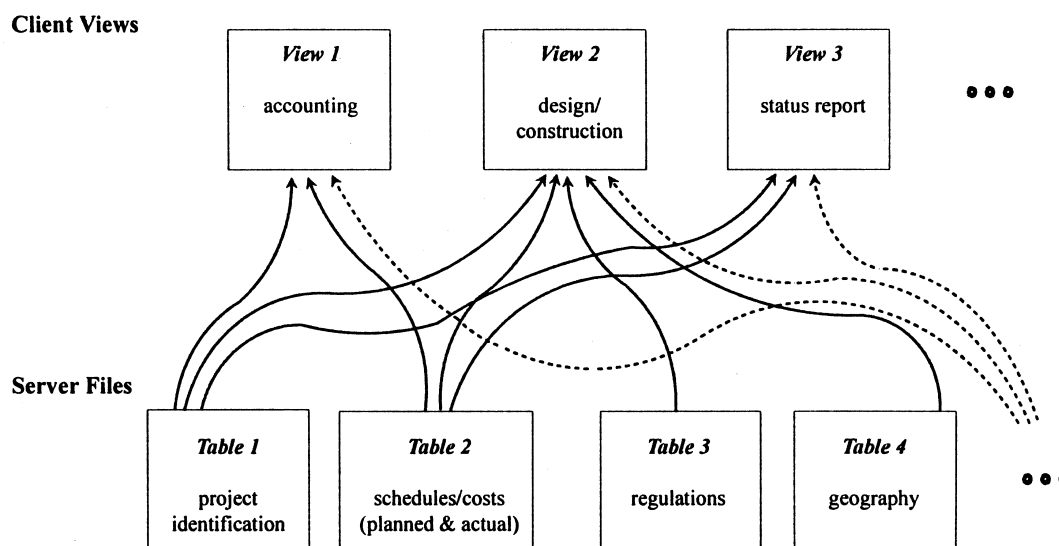 Client Views
View 1
accounting
View 2
design/
construction
View 3
status report
Server Files
Table 1
project
identification
Table 2
schedules/costs
(planned & actual)
Table 3
regulations
Table 4
geography